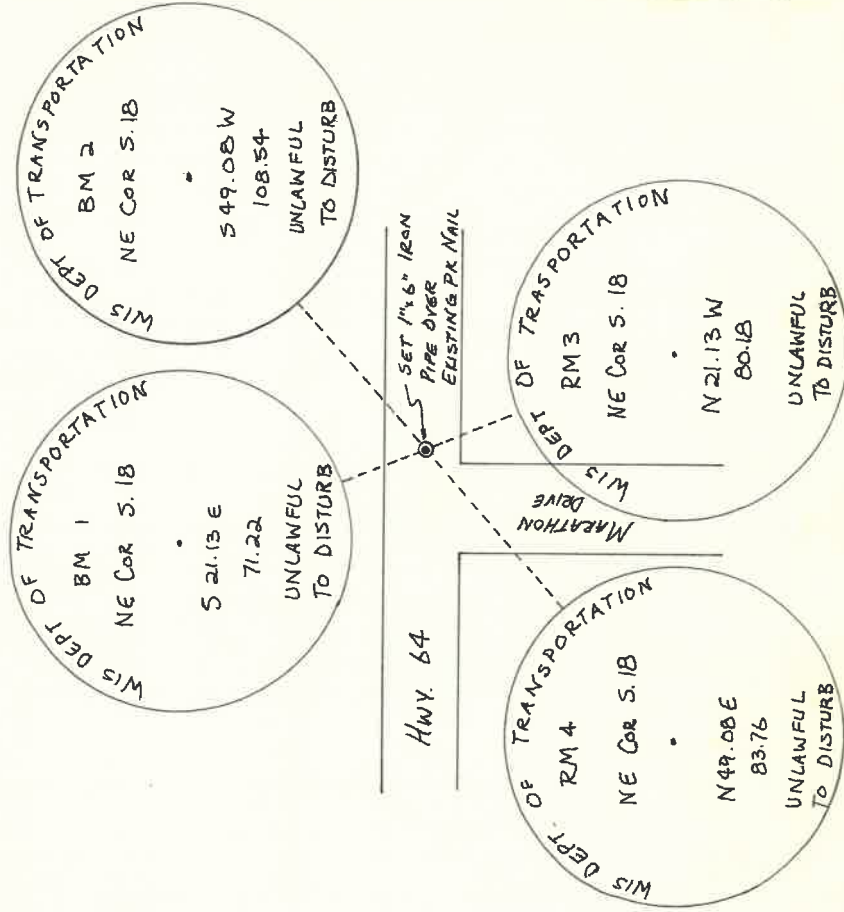 WIS DEPT OF TRANSPORTATION
BM 1
NE COR S.18
S 21.13 E
71.22
UNLAWFUL
TO DISTURB
WIS DEPT OF TRANSPORTATION
BM 2
NE COR S.18
S 49.08 W
108.54
UNLAWFUL
TO DISTURB
HWY. 64
SET 1"x6" IRON
PIPE OVER
EXISTING PK NAIL
MARATHON
DRIVE
WIS DEPT OF TRANSPORTATION
RM 4
NE COR S.18
N 49.08 E
83.76
UNLAWFUL
TO DISTURB
WIS DEPT OF TRASPORTATION
RM 3
NE COR S.18
N 21.13 W
80.18
UNLAWFUL
TO DISTURB